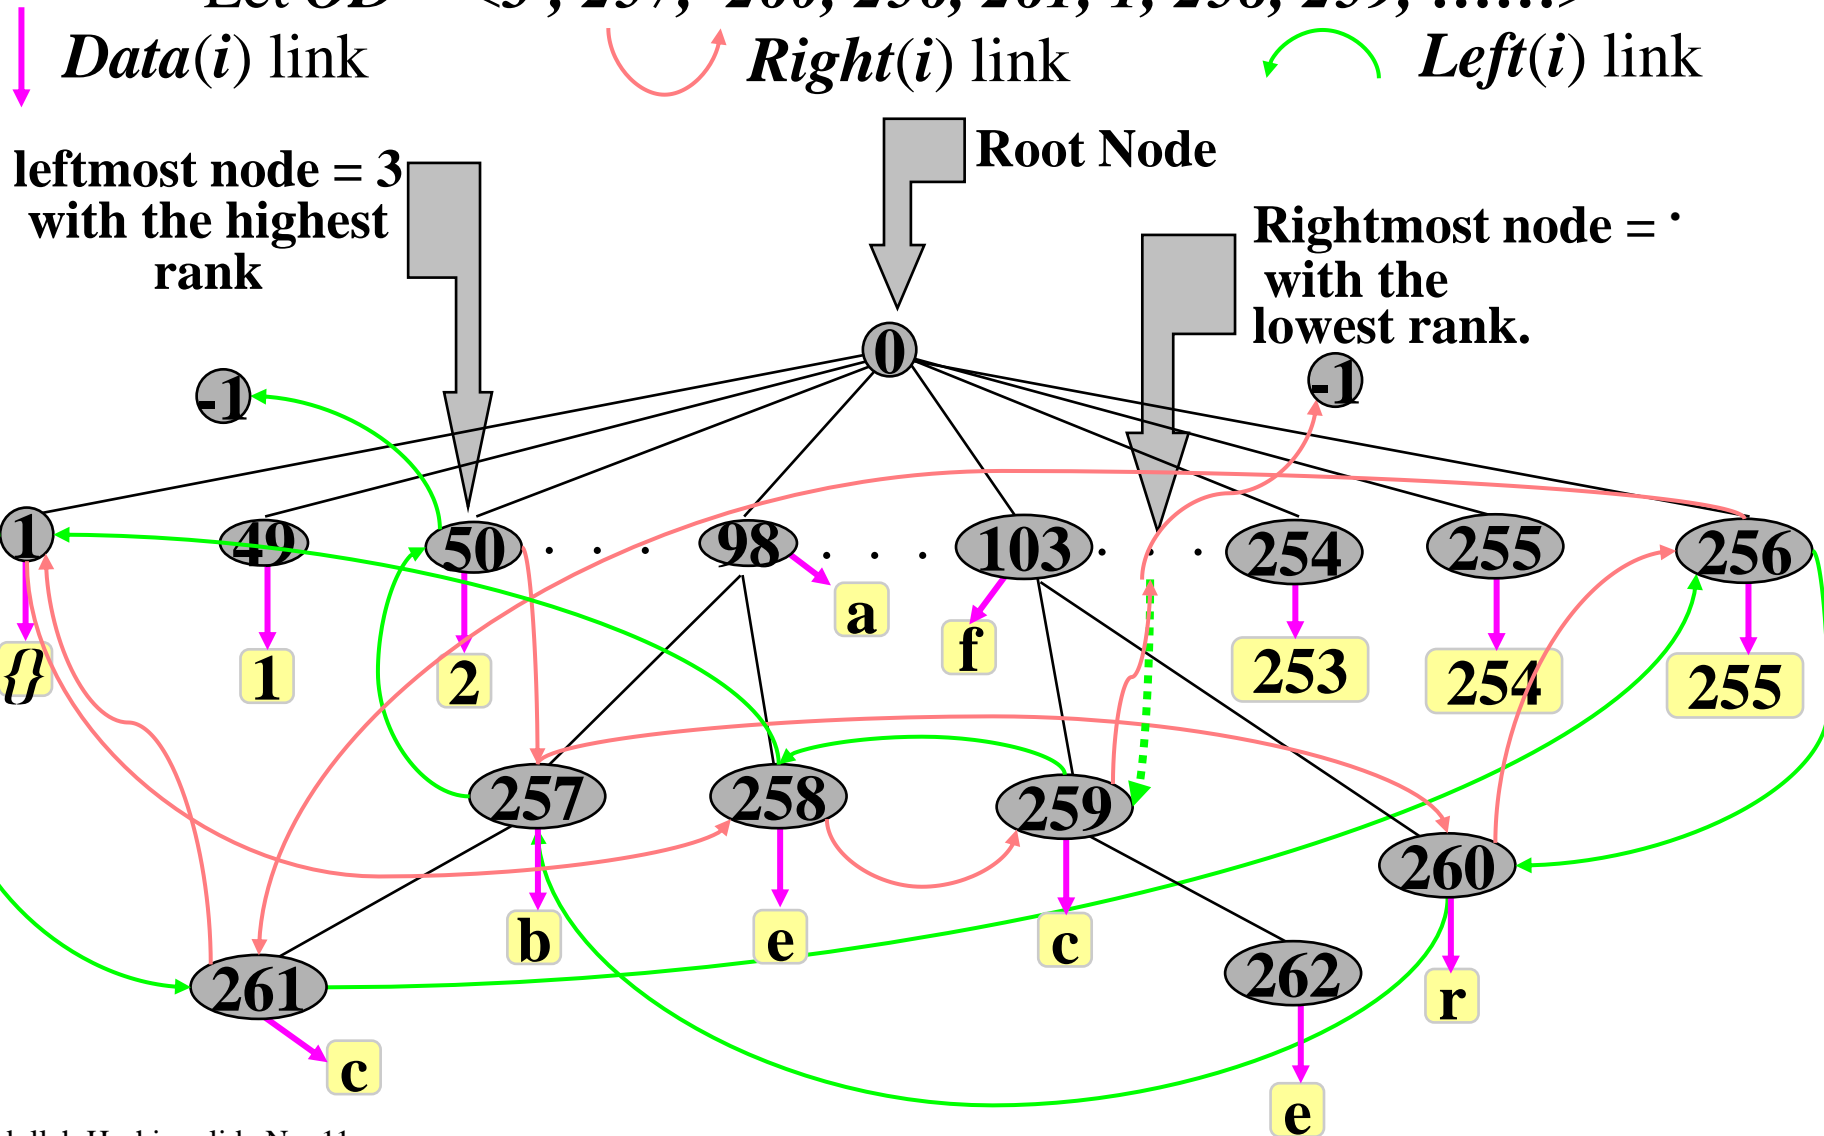 Data(i) link
Right(i) link
Left(i) link
Root Node
leftmost node = 3
with the highest
rank
Rightmost node =
with the
lowest rank.
0
-1
-1
1
49
50
. . .
98
. . .
103
. . .
254
255
256
{}
1
2
a
f
253
254
255
257
258
259
260
b
e
c
r
261
262
c
e